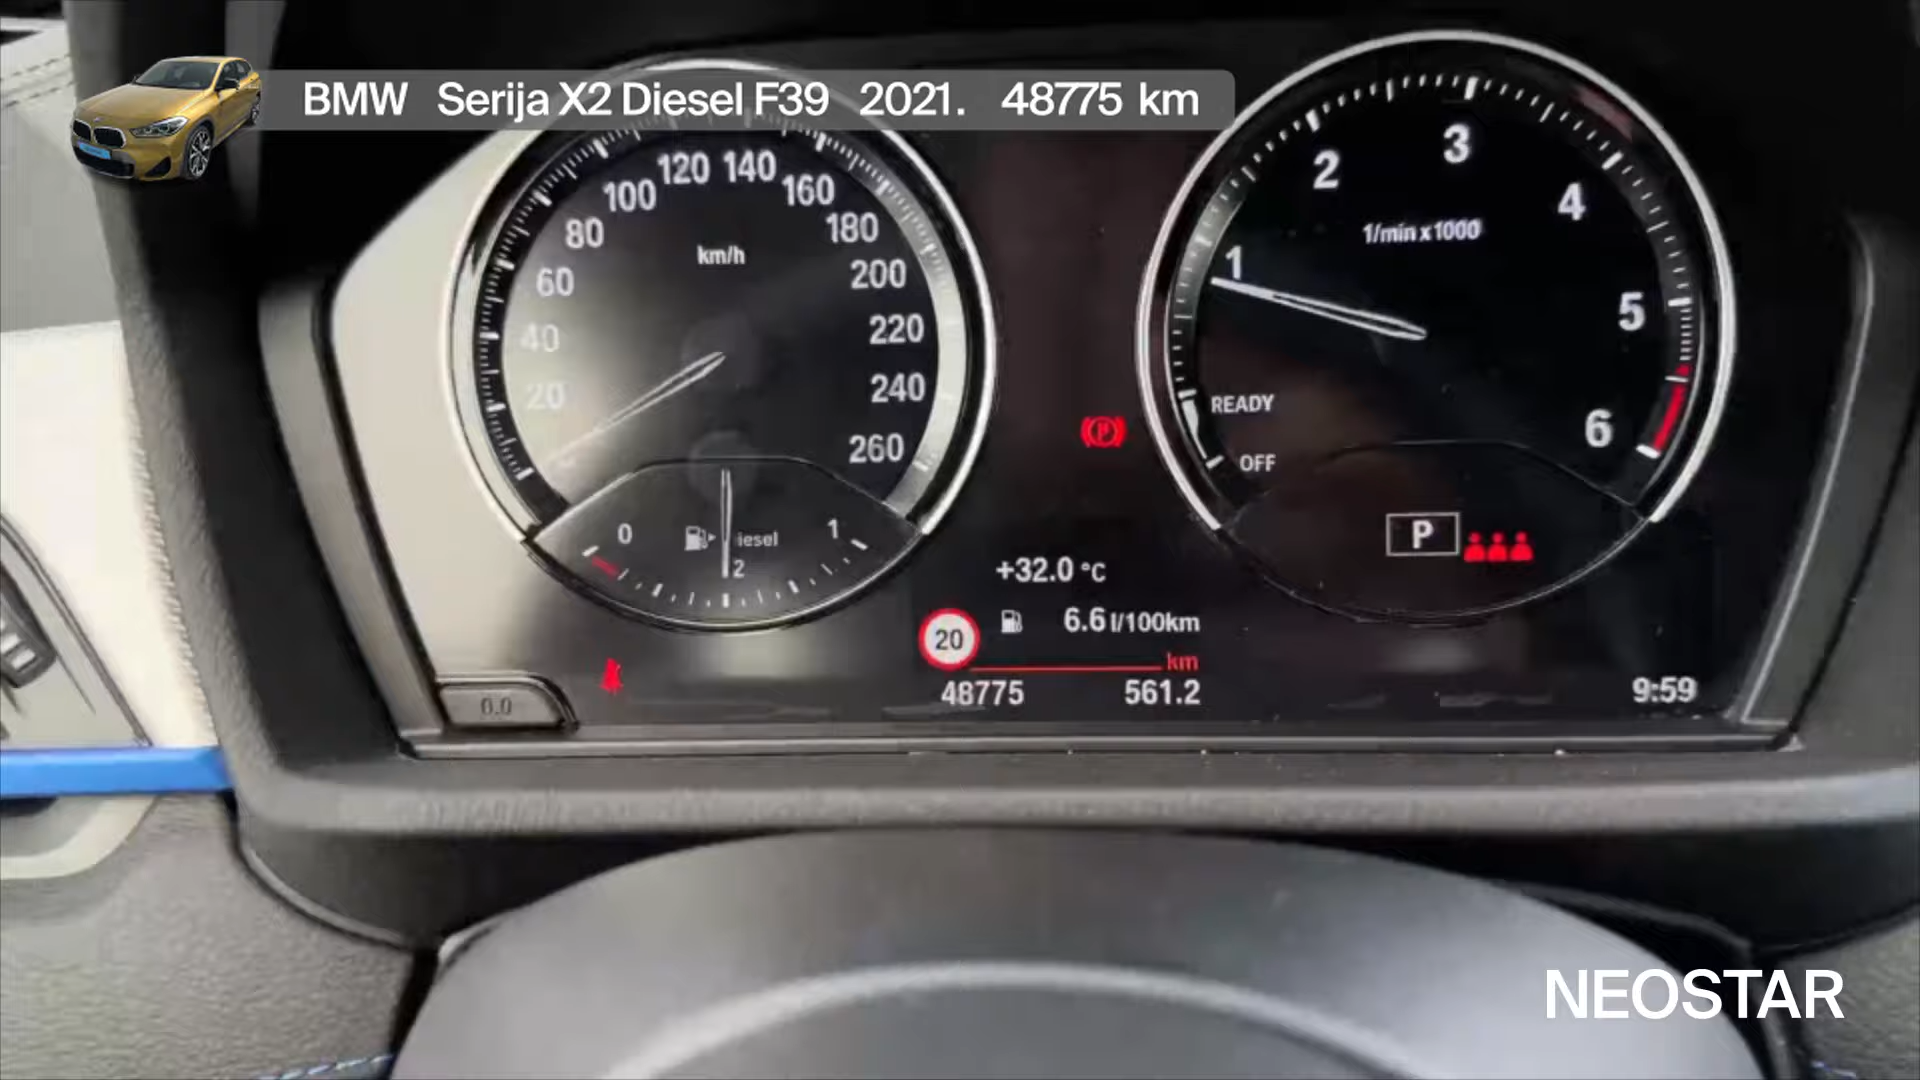 BMW Serija X2 Diesel F39 2021. 48775 km
20
40
60
80
100
120
140
160
180
200
220
240
260
km/h
0
1/2
1
1
2
3
4
5
6
1/min x 1000
READY
OFF
P
P
+32.0 °C
20
6.6 l/100km
km
48775
561.2
9:59
0.0
NEOSTAR